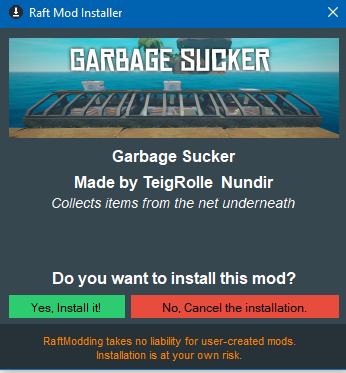 Raft Mod Installer
GARBAGE SUCKER
Garbage Sucker
Made by TeigRolle Nundir
Collects items from the net underneath
Do you want to install this mod?
Yes, Install it!
No, Cancel the installation.
RaftModding takes no liability for user-created mods.
Installation is at your own risk.